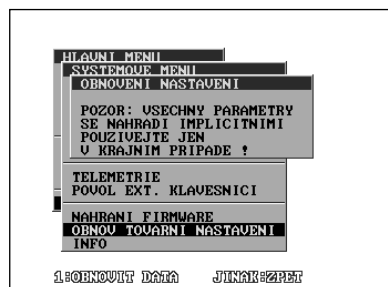 HLAVNI MENU
SYSTEMOVE MENU
OBNOVENI NASTAVENI
POZOR: VSECHNY PARAMETRY
SE NAHRADI IMPLICITNIMI
POUZIVEJTE JEN
V KRAJNIM PRIPADE !
TELEMETRIE
POVOL EXT. KLAVESNICI
NAHRANI FIRMWARE
OBNOV TOVARNI NASTAVENI
INFO
1:OBNOVIT DATA JINAK:ZPET